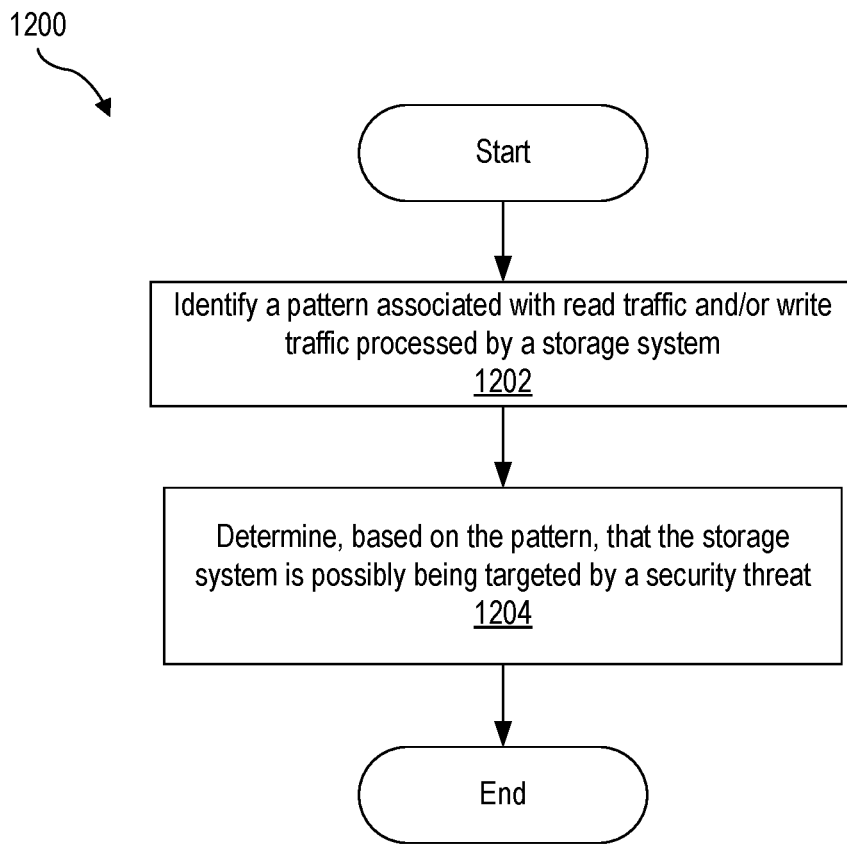 1200
Start
Identify a pattern associated with read traffic and/or write
traffic processed by a storage system
1202
Determine, based on the pattern, that the storage
system is possibly being targeted by a security threat
1204
End